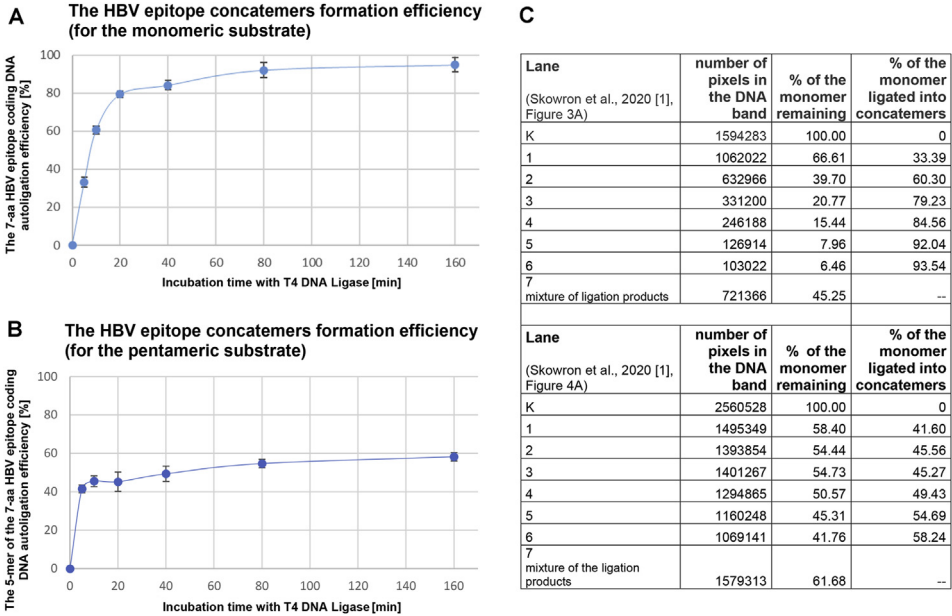 A
The HBV epitope concatemers formation efficiency
(for the monomeric substrate)
The 7-aa HBV epitope coding DNA
autoligation efficiency [%]
100
80
60
40
20
0
0 20 40 60 80 100 120 140 160
Incubation time with T4 DNA Ligase [min]
B
The HBV epitope concatemers formation efficiency
(for the pentameric substrate)
The 5-mer of the 7-aa HBV epitope coding
DNA autoligation efficiency [%]
100
80
60
40
20
0
0 20 40 60 80 100 120 140 160
Incubation time with T4 DNA Ligase [min]
C
Lane
(Skowron et al., 2020 [1],
Figure 3A)
number of
pixels in
the DNA
band
% of the
monomer
remaining
% of the
monomer
ligated into
concatemers
K 1594283 100.00 0
1 1062022 66.61 33.39
2 632966 39.70 60.30
3 331200 20.77 79.23
4 246188 15.44 84.56
5 126914 7.96 92.04
6 103022 6.46 93.54
7
mixture of ligation products 721366 45.25 --
Lane
(Skowron et al., 2020 [1],
Figure 4A)
number of
pixels in
the DNA
band
% of the
monomer
remaining
% of the
monomer
ligated into
concatemers
K 2560528 100.00 0
1 1495349 58.40 41.60
2 1393854 54.44 45.56
3 1401267 54.73 45.27
4 1294865 50.57 49.43
5 1160248 45.31 54.69
6 1069141 41.76 58.24
7
mixture of the ligation
products 1579313 61.68 --